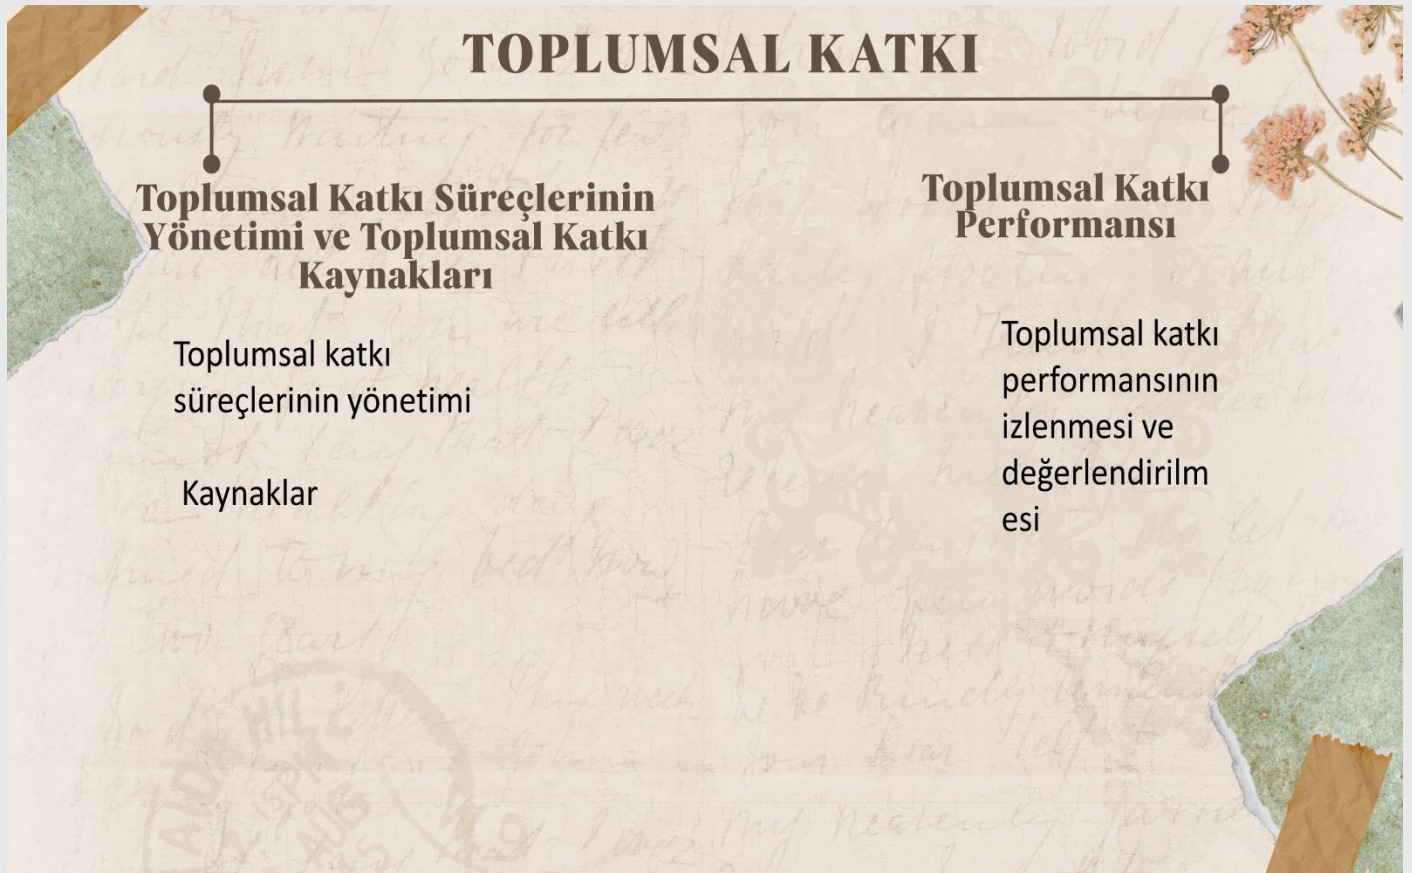 TOPLUMSAL KATKI
Toplumsal Katkı Süreçlerinin
Yönetimi ve Toplumsal Katkı
Kaynakları
Toplumsal katkı
süreçlerinin yönetimi
Kaynaklar
Toplumsal Katkı
Performansı
Toplumsal katkı
performansının
izlenmesi ve
değerlendirilm
esi